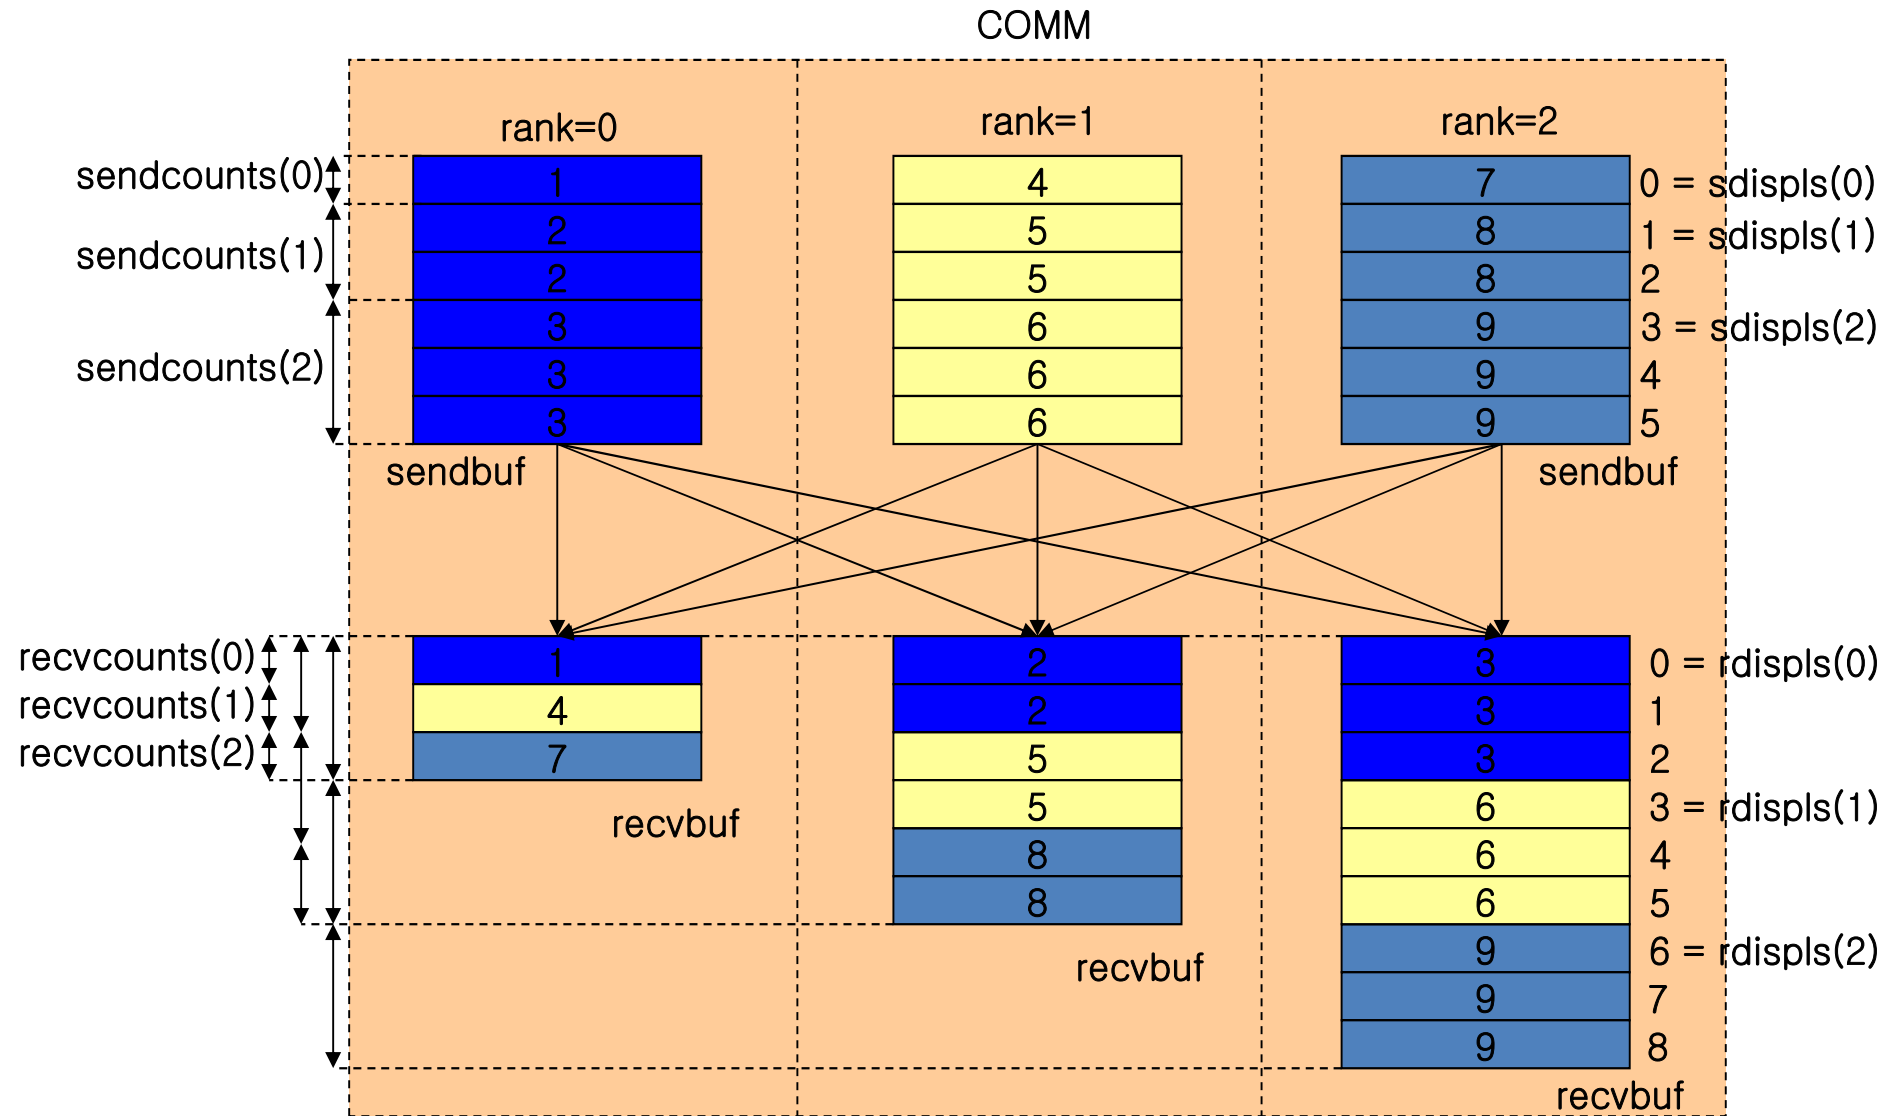 COMM
rank=0 rank=1 rank=2
sendcounts(0) 1 4 7 0 = sdispls(0)
2 5 8 1 = sdispls(1)
sendcounts(1)
2 5 8 2
3 6 9 3 = sdispls(2)
sendcounts(2) 3 6 9 4
3 6 9 5
sendbuf sendbuf
recvcounts(0) 1 2 3 0 = rdispls(0)
recvcounts(1) 4 2 3 1
recvcounts(2) 7 5 3 2
5 6 3 = rdispls(1)
recvbuf
8 6 4
8 6 5
9 6 = rdispls(2)
recvbuf
9 7
9 8
recvbuf